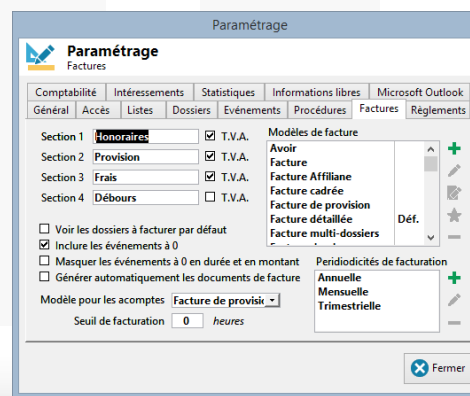 Paramétrage
Paramétrage
Factures
Comptabilité Intéressements Statistiques Informations libres Microsoft Outlook
Général Accès Listes Dossiers Evénements Procédures Factures Règlements
Section 1 Honoraires T.V.A.
Section 2 Provision T.V.A.
Section 3 Frais T.V.A.
Section 4 Débours T.V.A.
Modèles de facture
Avoir
Facture
Facture Affiliane
Facture cadrée
Facture de provision
Facture détaillée Déf.
Facture multi-dossiers
Voir les dossiers à facturer par défaut
Inclure les événements à 0
Masquer les événements à 0 en durée et en montant
Générer automatiquement les documents de facture
Modèle pour les acomptes Facture de provisic
Seuil de facturation 0 heures
Peridiodicités de facturation
Annuelle
Mensuelle
Trimestrielle
Fermer